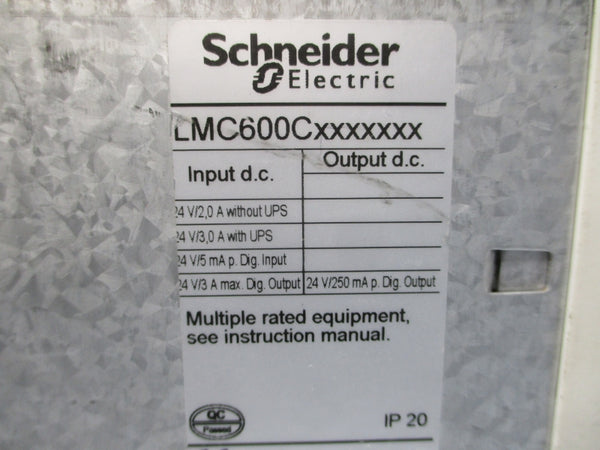 Schneider
Electric
LMC600Cxxxxxxx
Input d.c. Output d.c.
24 V/2,0 A without UPS
24 V/3,0 A with UPS
24 V/5 mA p. Dig. Input
24 V/3 A max. Dig. Output 24 V/250 mA p. Dig. Output
Multiple rated equipment,
see instruction manual.
QC
Passed
IP 20